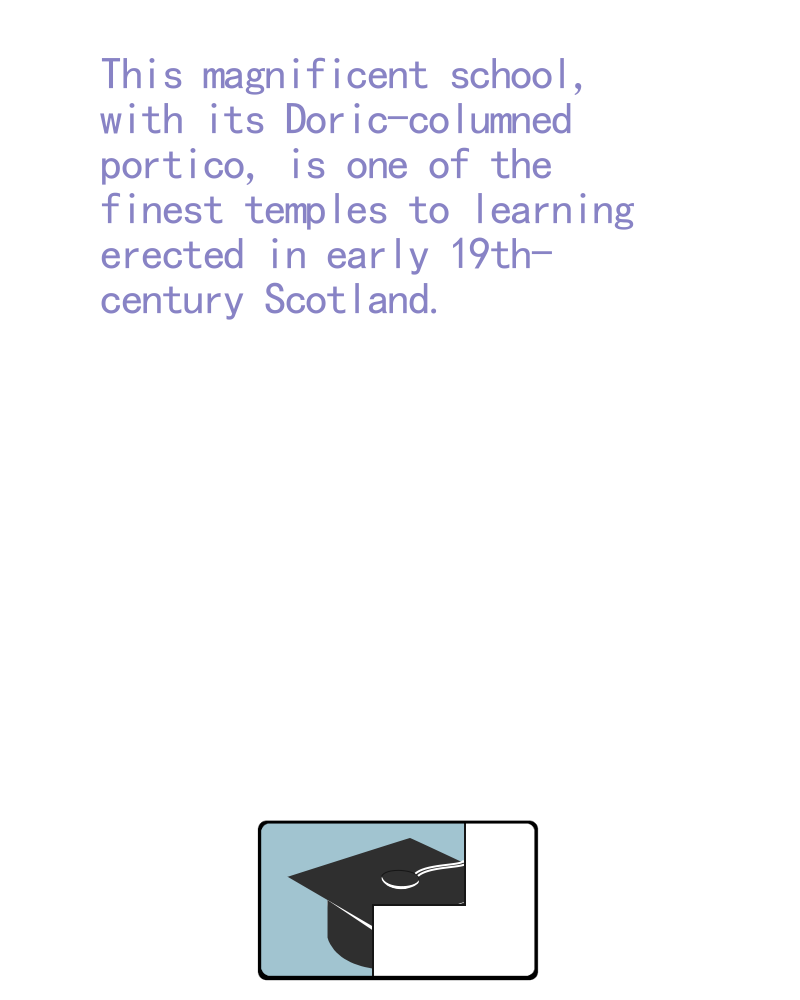 This magnificent school,
with its Doric-columned
portico, is one of the
finest temples to learning
erected in early 19th-
century Scotland.